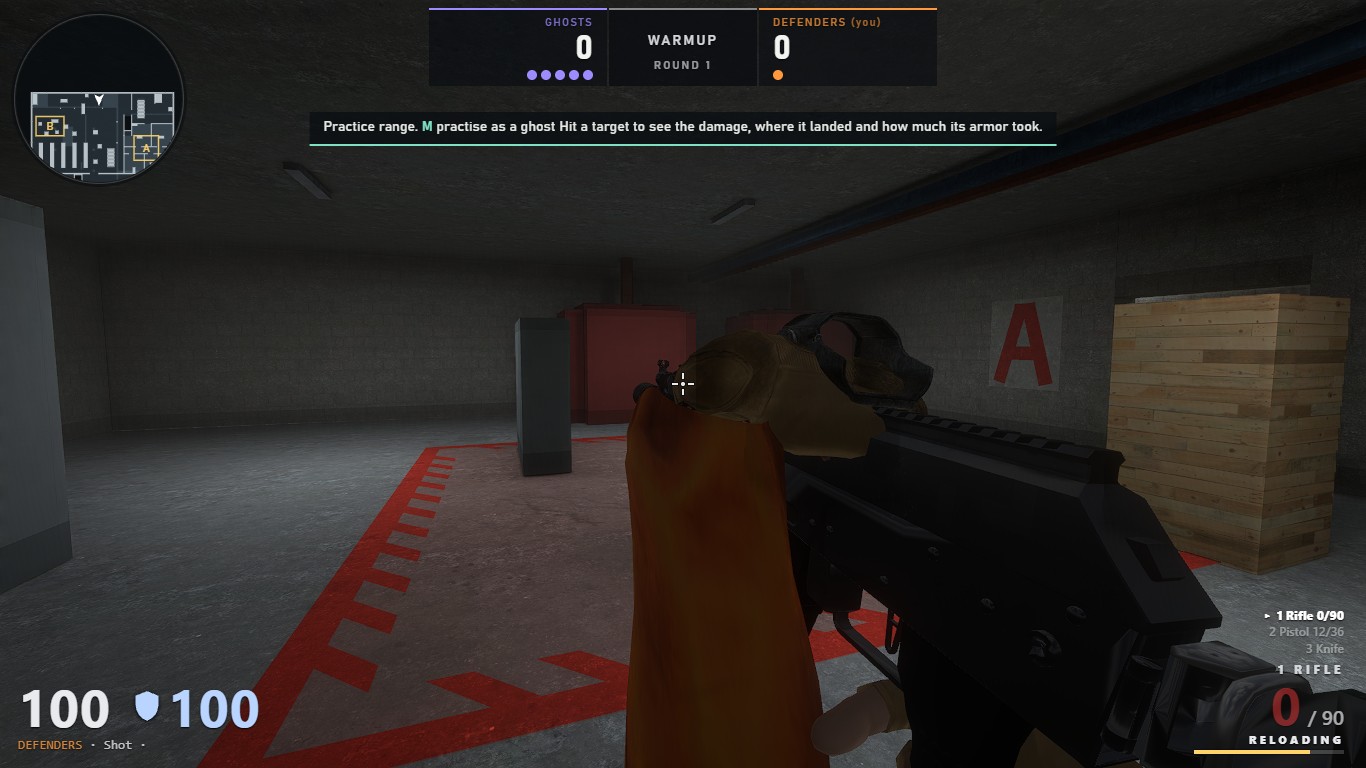 GHOSTS
0
WARMUP
ROUND 1
DEFENDERS (you)
0
Practice range. M practise as a ghost Hit a target to see the damage, where it landed and how much its armor took.
B
A
A
1 Rifle 0/90
2 Pistol 12/36
3 Knife
1 RIFLE
0 / 90
RELOADING
100 100
DEFENDERS · Shot ·